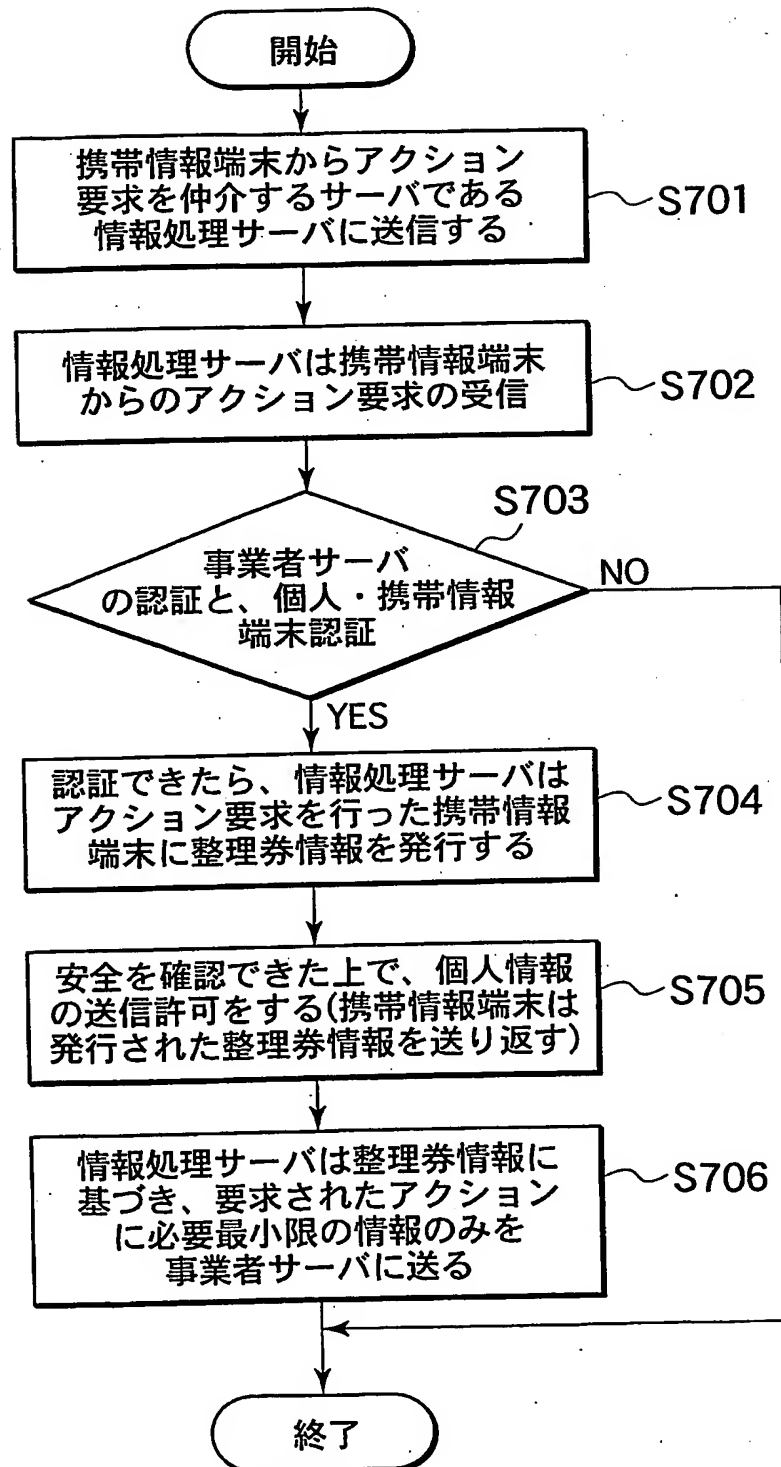 開始
携帯情報端末からアクション
要求を仲介するサーバである
情報処理サーバに送信する
S701
情報処理サーバは携帯情報端末
からのアクション要求の受信
S702
S703
事業者サーバ
の認証と、個人・携帯情報
端末認証
NO
YES
認証できたら、情報処理サーバは
アクション要求を行った携帯情報
端末に整理券情報を発行する
S704
安全を確認できた上で、個人情報
の送信許可をする(携帯情報端末は
発行された整理券情報を送り返す)
S705
情報処理サーバは整理券情報に
基づき、要求されたアクション
に必要最小限の情報のみを
事業者サーバに送る
S706
終了